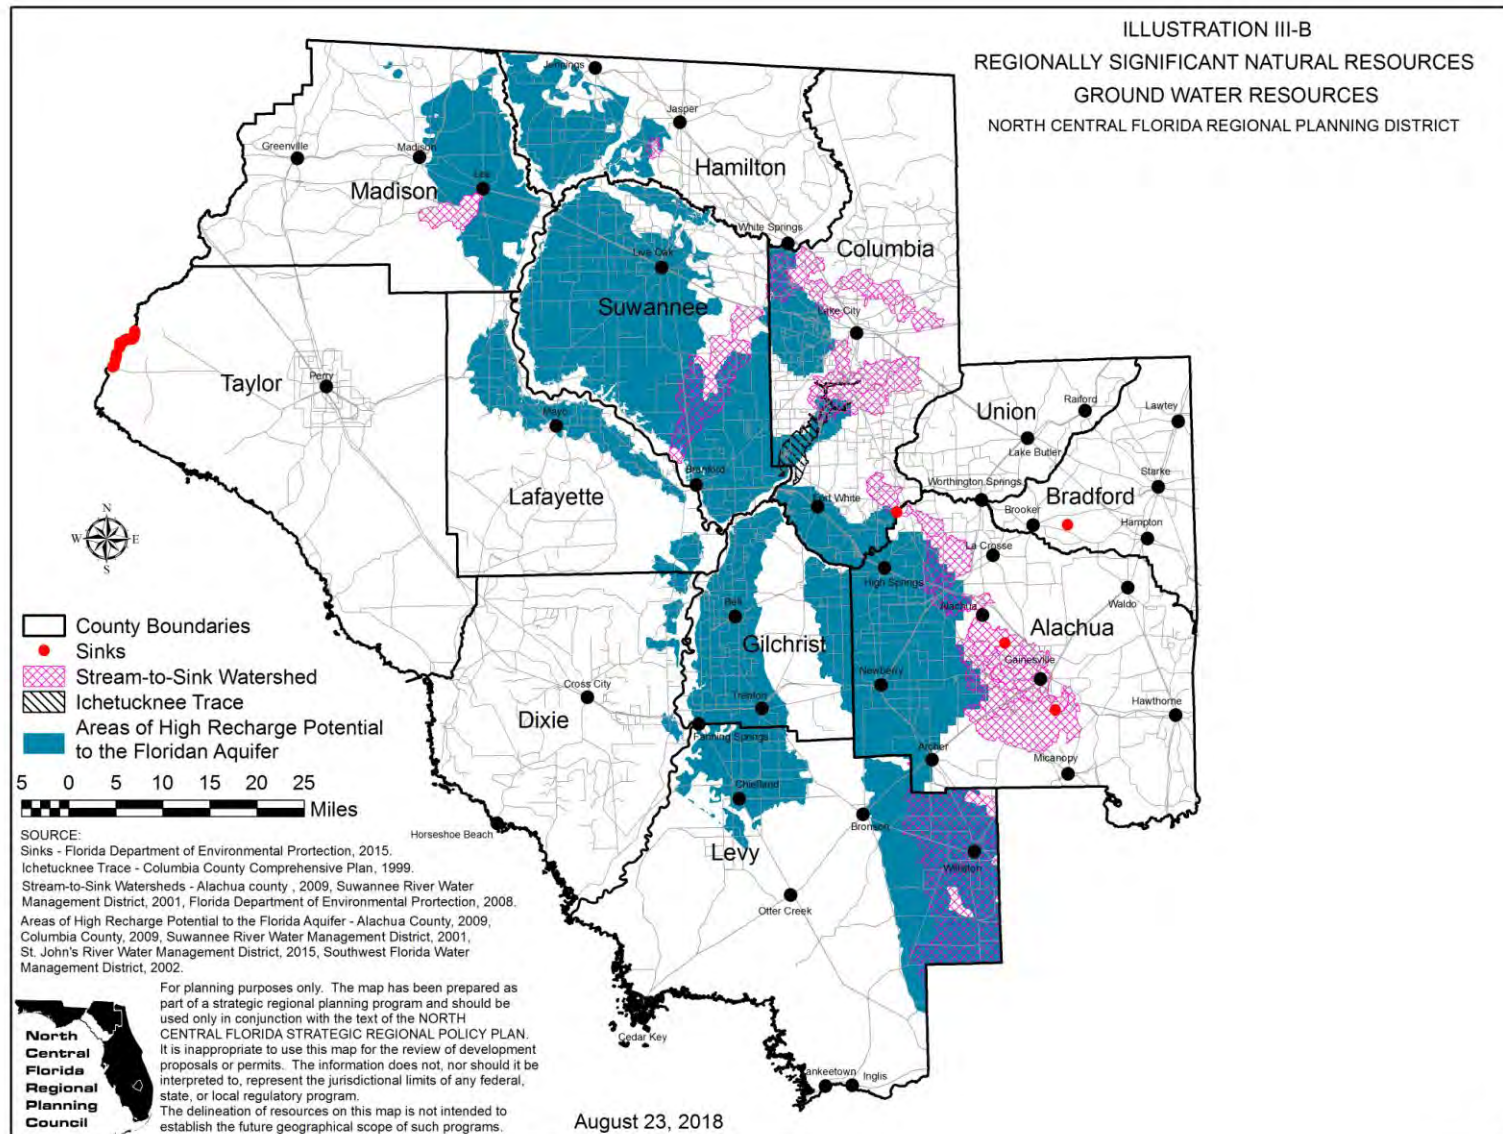 ILLUSTRATION III-B
REGIONALLY SIGNIFICANT NATURAL RESOURCES
GROUND WATER RESOURCES
NORTH CENTRAL FLORIDA REGIONAL PLANNING DISTRICT
Jennings
Jasper
Greenville
Madison
Hamilton
Madison
Lee
White Springs
Columbia
Live Oak
Suwannee
Lake City
Taylor
Perry
Mayo
Union
Raiford
Lawtey
Lake Butler
Branford
Lafayette
Fort White
Worthington Springs
Starke
Bradford
Brooker
Hampton
N
W
E
S
La Crosse
High Springs
Waldo
Bell
Alachua
Alachua
Gilchrist
Gainesville
Newberry
Cross City
Trenton
Hawthorne
Dixie
Fanning Springs
Archer
Micanopy
Chiefland
Bronson
Horseshoe Beach
Levy
Williston
Otter Creek
Cedar Key
Yankeetown
Inglis
County Boundaries
Sinks
Stream-to-Sink Watershed
Ichetucknee Trace
Areas of High Recharge Potential
to the Floridan Aquifer
5 0 5 10 15 20 25
Miles
SOURCE:
Sinks - Florida Department of Environmental Prortection, 2015.
Ichetucknee Trace - Columbia County Comprehensive Plan, 1999.
Stream-to-Sink Watersheds - Alachua county , 2009, Suwannee River Water
Management District, 2001, Florida Department of Environmental Prortection, 2008.
Areas of High Recharge Potential to the Florida Aquifer - Alachua County, 2009,
Columbia County, 2009, Suwannee River Water Management District, 2001,
St. John's River Water Management District, 2015, Southwest Florida Water
Management District, 2002.
For planning purposes only. The map has been prepared as
part of a strategic regional planning program and should be
used only in conjunction with the text of the NORTH
CENTRAL FLORIDA STRATEGIC REGIONAL POLICY PLAN.
It is inappropriate to use this map for the review of development
proposals or permits. The information does not, nor should it be
interpreted to, represent the jurisdictional limits of any federal,
state, or local regulatory program.
The delineation of resources on this map is not intended to
establish the future geographical scope of such programs.
North
Central
Florida
Regional
Planning
Council
August 23, 2018